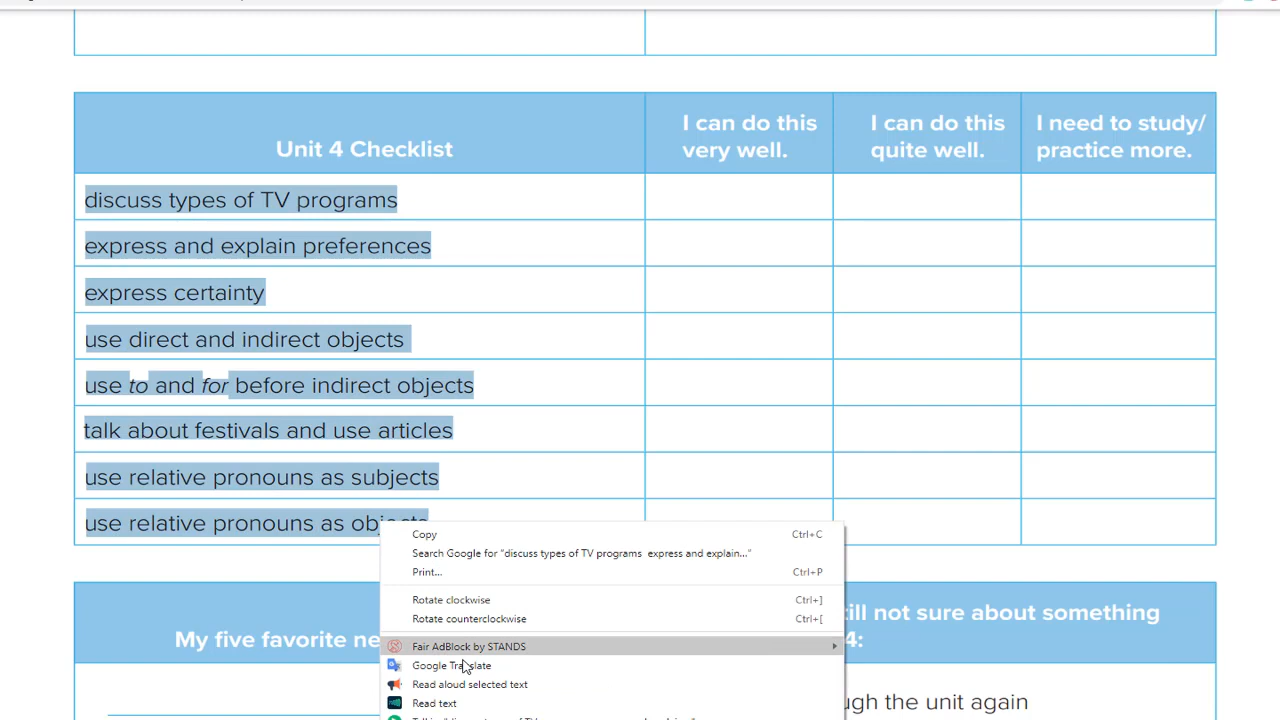 Unit 4 Checklist
I can do this very well.
I can do this quite well.
I need to study/ practice more.
discuss types of TV programs
express and explain preferences
express certainty
use direct and indirect objects
use to and for before indirect objects
talk about festivals and use articles
use relative pronouns as subjects
use relative pronouns as objects
Copy Ctrl+C
Search Google for “discuss types of TV programs express and explain...”
Print... Ctrl+P
Rotate clockwise Ctrl+]
Rotate counterclockwise Ctrl+[
Fair AdBlock by STANDS
Google Translate
Read aloud selected text
Read text
My five favorite ne
till not sure about something
4:
ugh the unit again